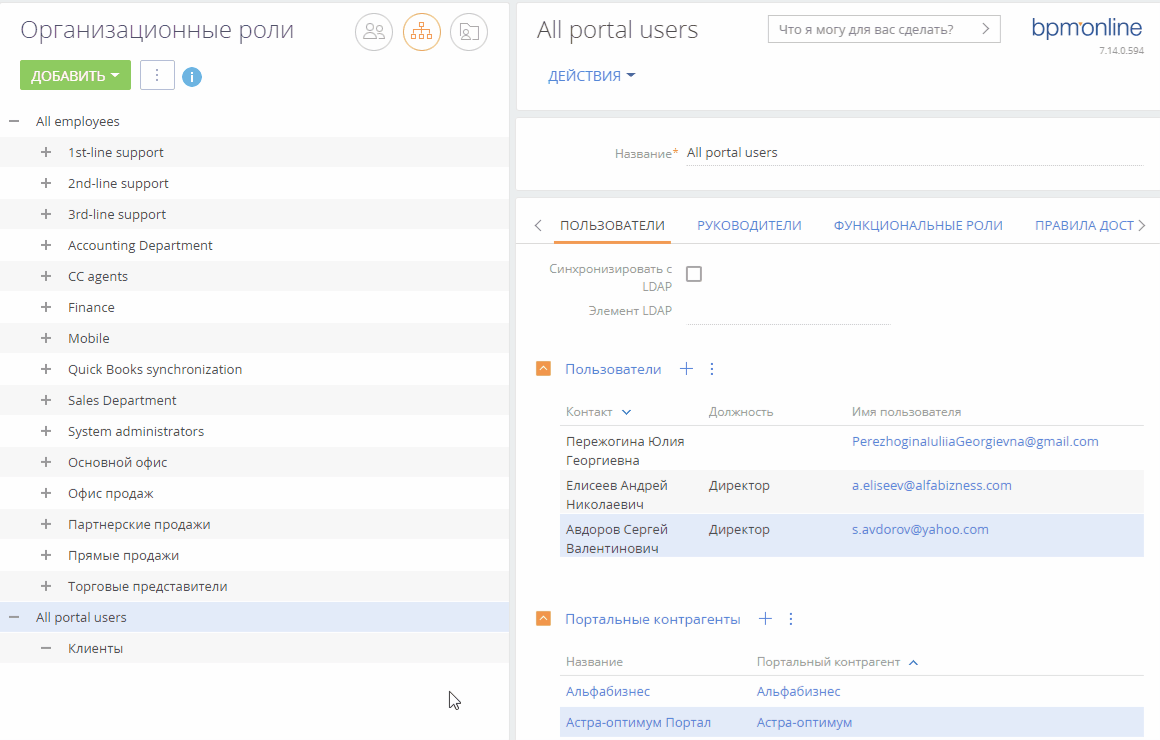 Организационные роли
ДОБАВИТЬ
i
All employees
1st-line support
2nd-line support
3rd-line support
Accounting Department
CC agents
Finance
Mobile
Quick Books synchronization
Sales Department
System administrators
Основной офис
Офис продаж
Партнерские продажи
Прямые продажи
Торговые представители
All portal users
Клиенты
All portal users
Что я могу для вас сделать?
bpmonline
7.14.0.594
ДЕЙСТВИЯ
Название* All portal users
ПОЛЬЗОВАТЕЛИ РУКОВОДИТЕЛИ ФУНКЦИОНАЛЬНЫЕ РОЛИ ПРАВИЛА ДОСТ
Синхронизировать с
LDAP
Элемент LDAP
Пользователи
Контакт Должность Имя пользователя
Пережогина Юлия PerezhoginaIuliiaGeorgievna@gmail.com
Георгиевна
Елисеев Андрей Директор a.eliseev@alfabizness.com
Николаевич
Авдоров Сергей Директор s.avdorov@yahoo.com
Валентинович
Портальные контрагенты
Название Портальный контрагент
Альфабизнес Альфабизнес
Астра-оптимум Портал Астра-оптимум